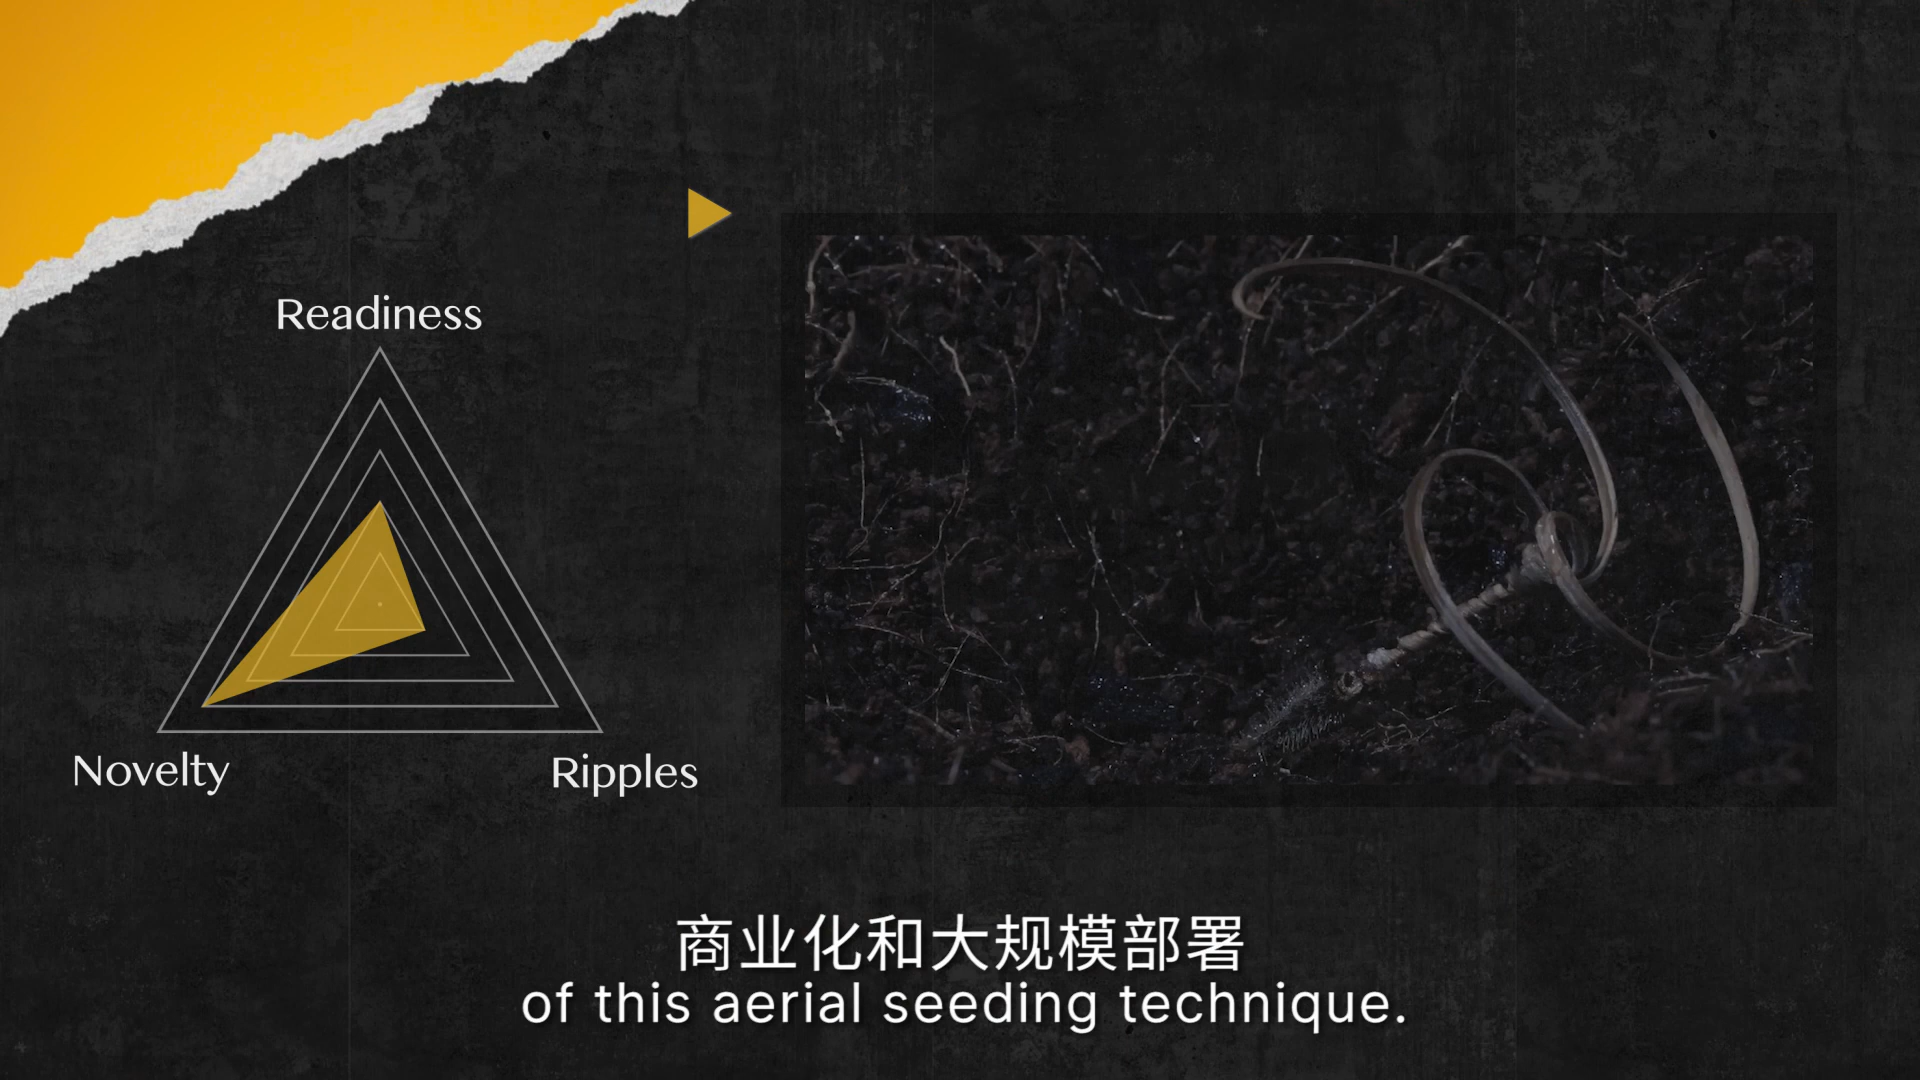 Readiness
Novelty
Ripples
商业化和大规模部署
of this aerial seeding technique.